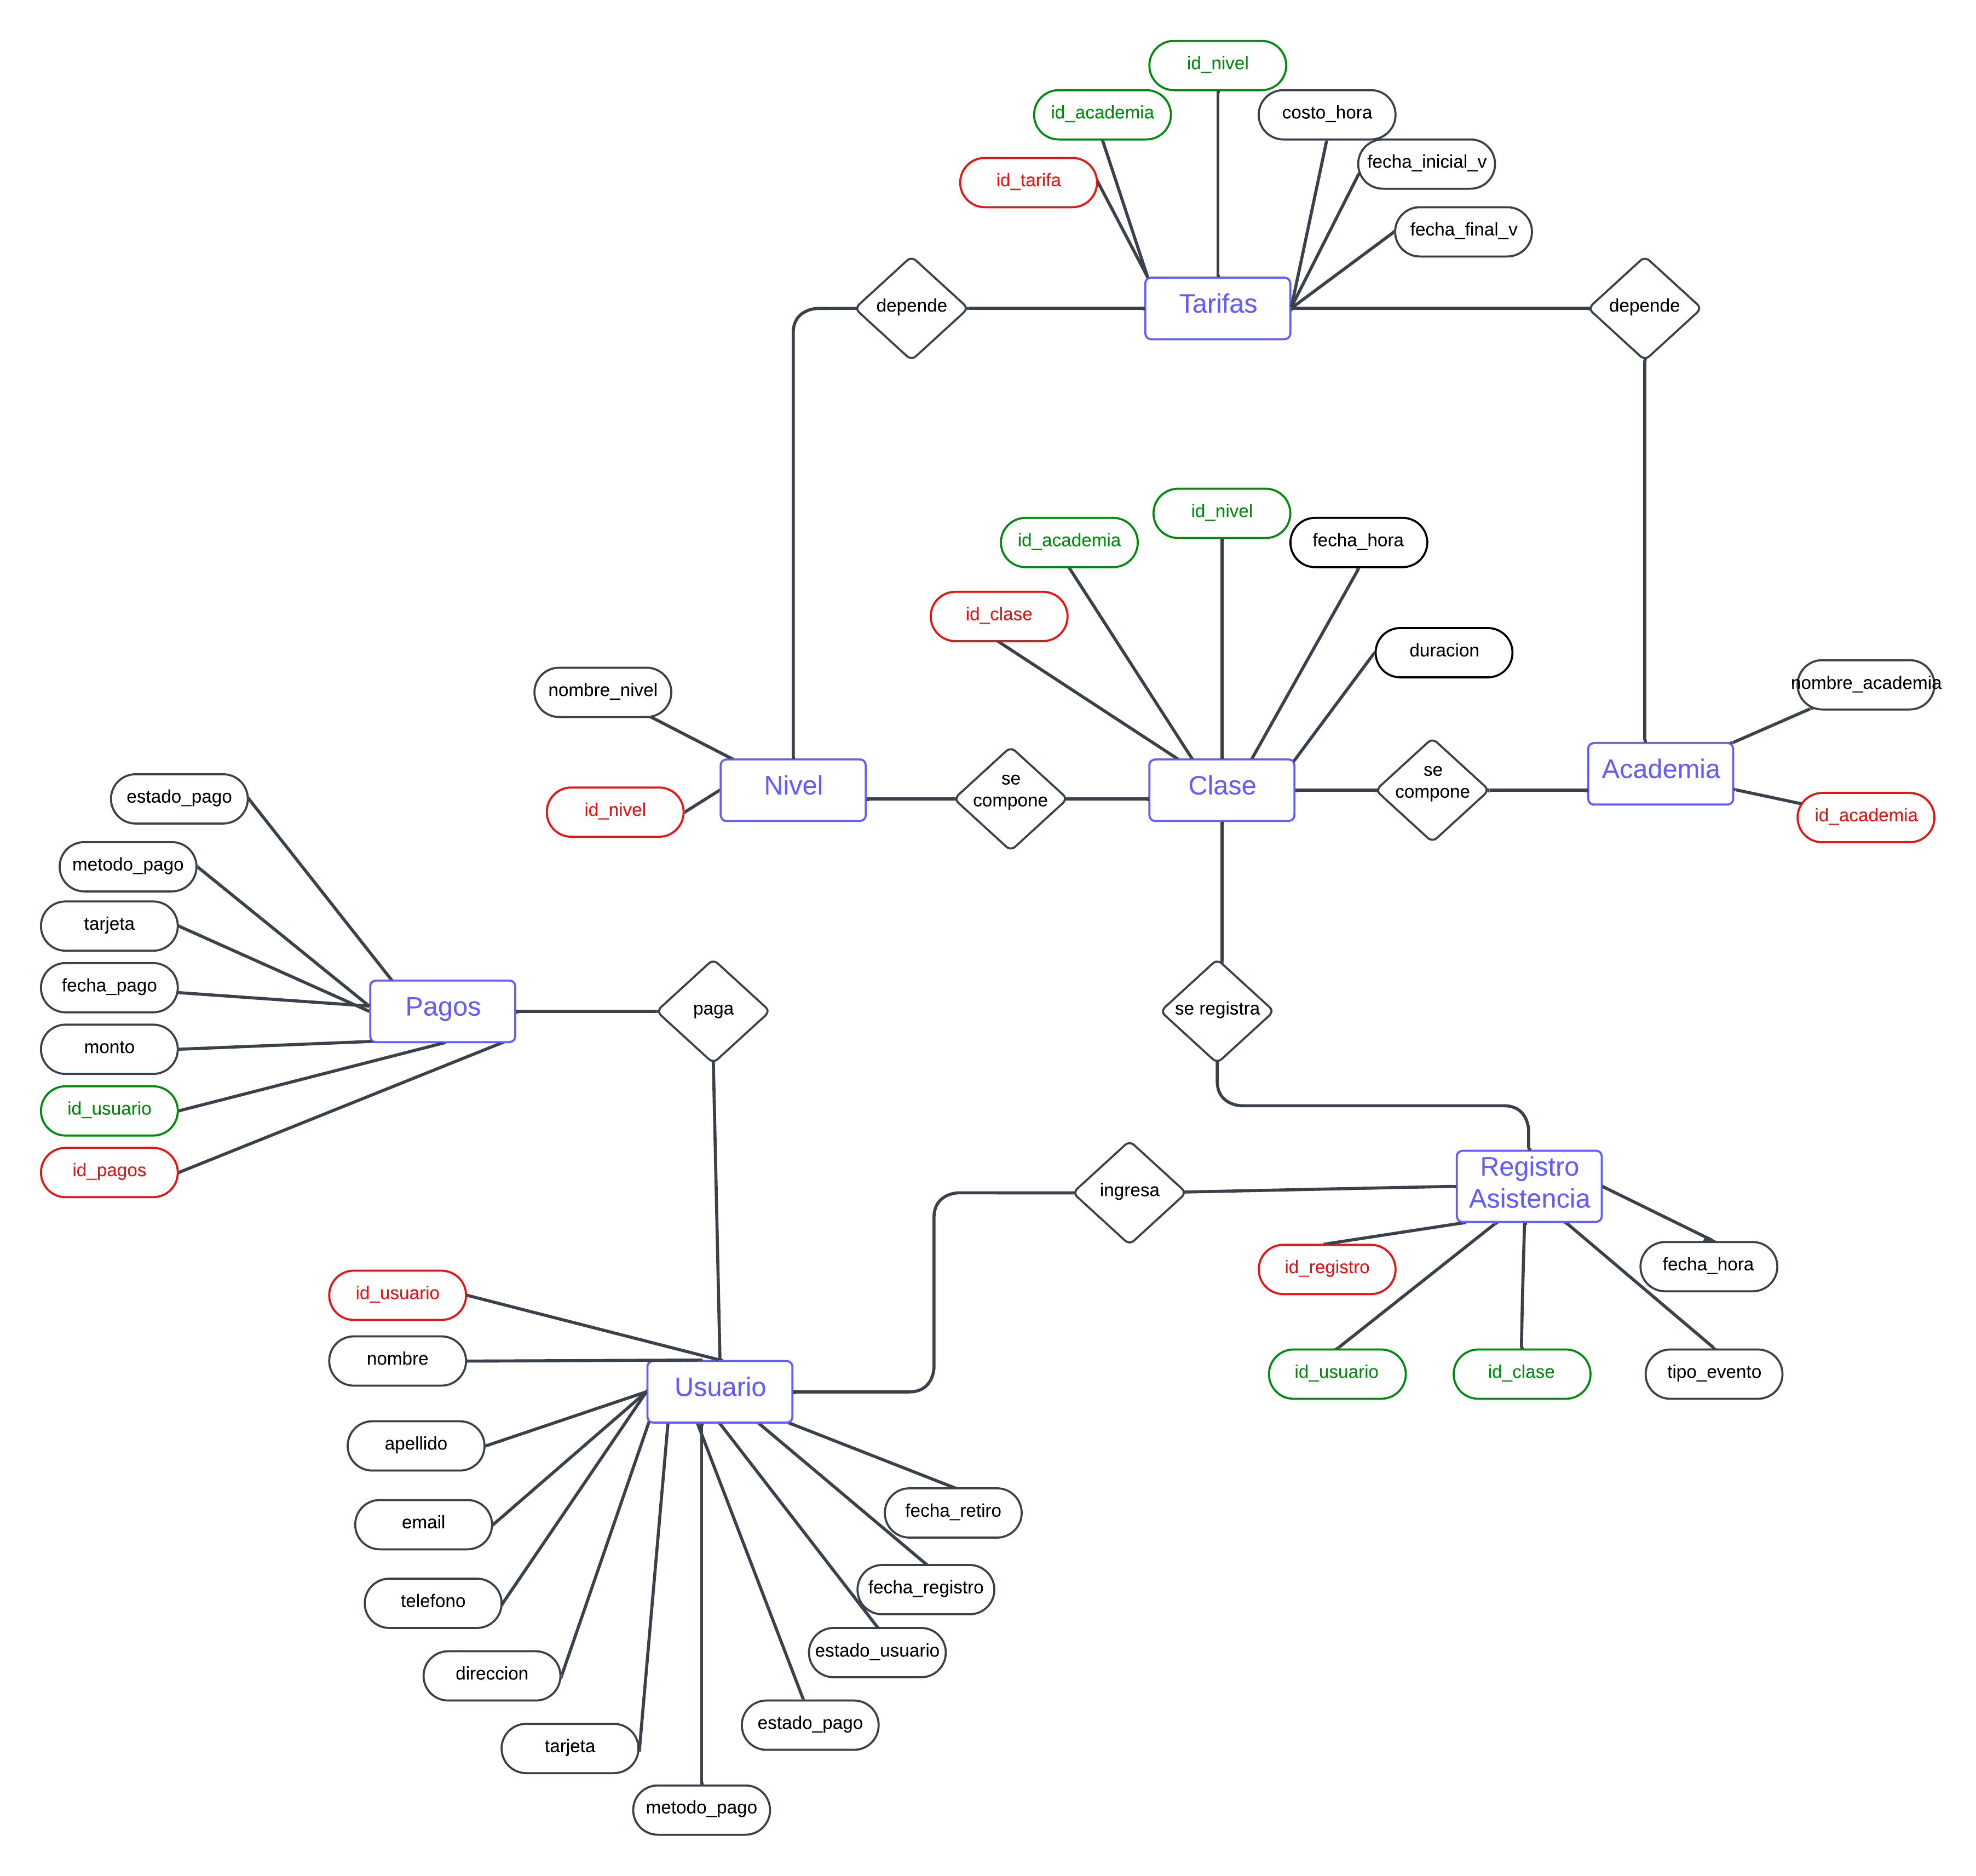 id_nivel
id_academia
costo_hora
fecha_inicial_v
id_tarifa
fecha_final_v
depende
Tarifas
depende
id_nivel
id_academia
fecha_hora
id_clase
duracion
nombre_nivel
nombre_academia
Nivel
se
compone
Clase
se
compone
Academia
id_nivel
id_academia
estado_pago
metodo_pago
tarjeta
fecha_pago
Pagos
paga
se registra
monto
id_usuario
id_pagos
ingresa
Registro
Asistencia
id_registro
fecha_hora
id_usuario
id_clase
tipo_evento
id_usuario
nombre
Usuario
apellido
email
telefono
direccion
tarjeta
metodo_pago
estado_pago
estado_usuario
fecha_registro
fecha_retiro